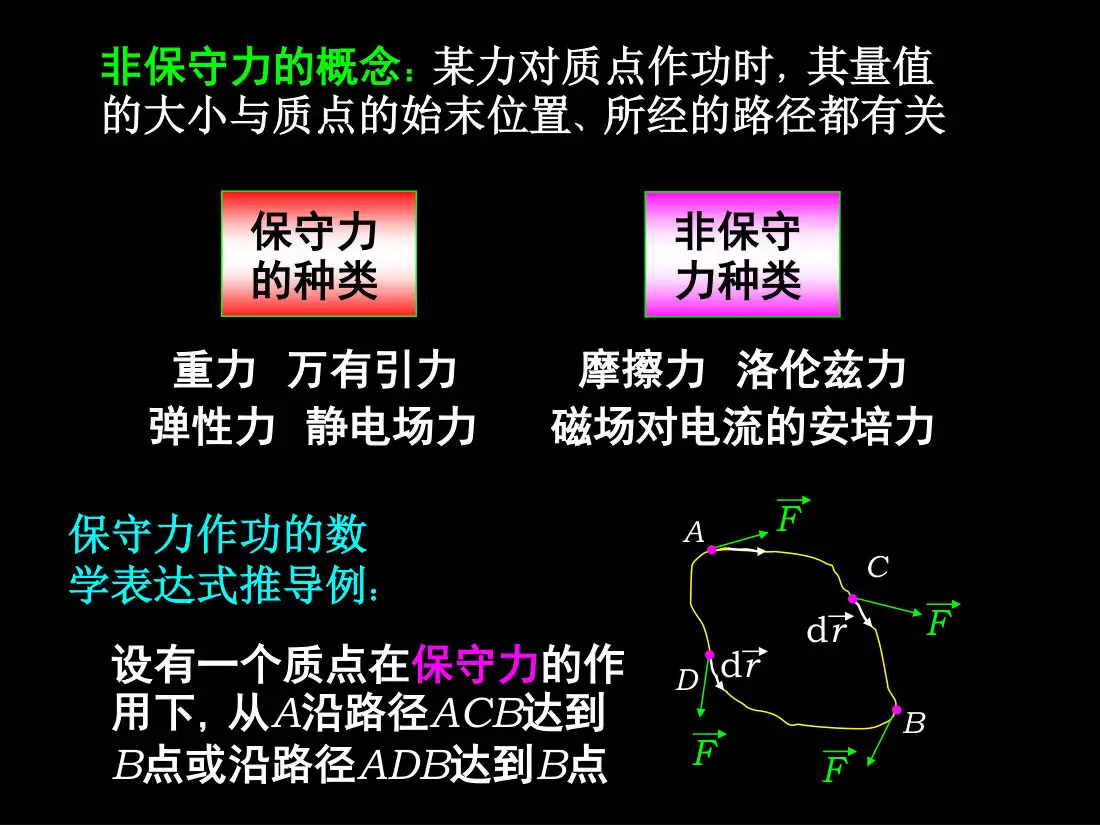 非保守力的概念：某力对质点作功时，其量值
的大小与质点的始末位置、所经的路径都有关
保守力
的种类
非保守
力种类
重力 万有引力
弹性力 静电场力
摩擦力 洛伦兹力
磁场对电流的安培力
保守力作功的数
学表达式推导例：
设有一个质点在保守力的作
用下，从A沿路径ACB达到
B点或沿路径ADB达到B点
A
F⃗
C
F⃗
dr⃗
D
dr⃗
B
F⃗
F⃗